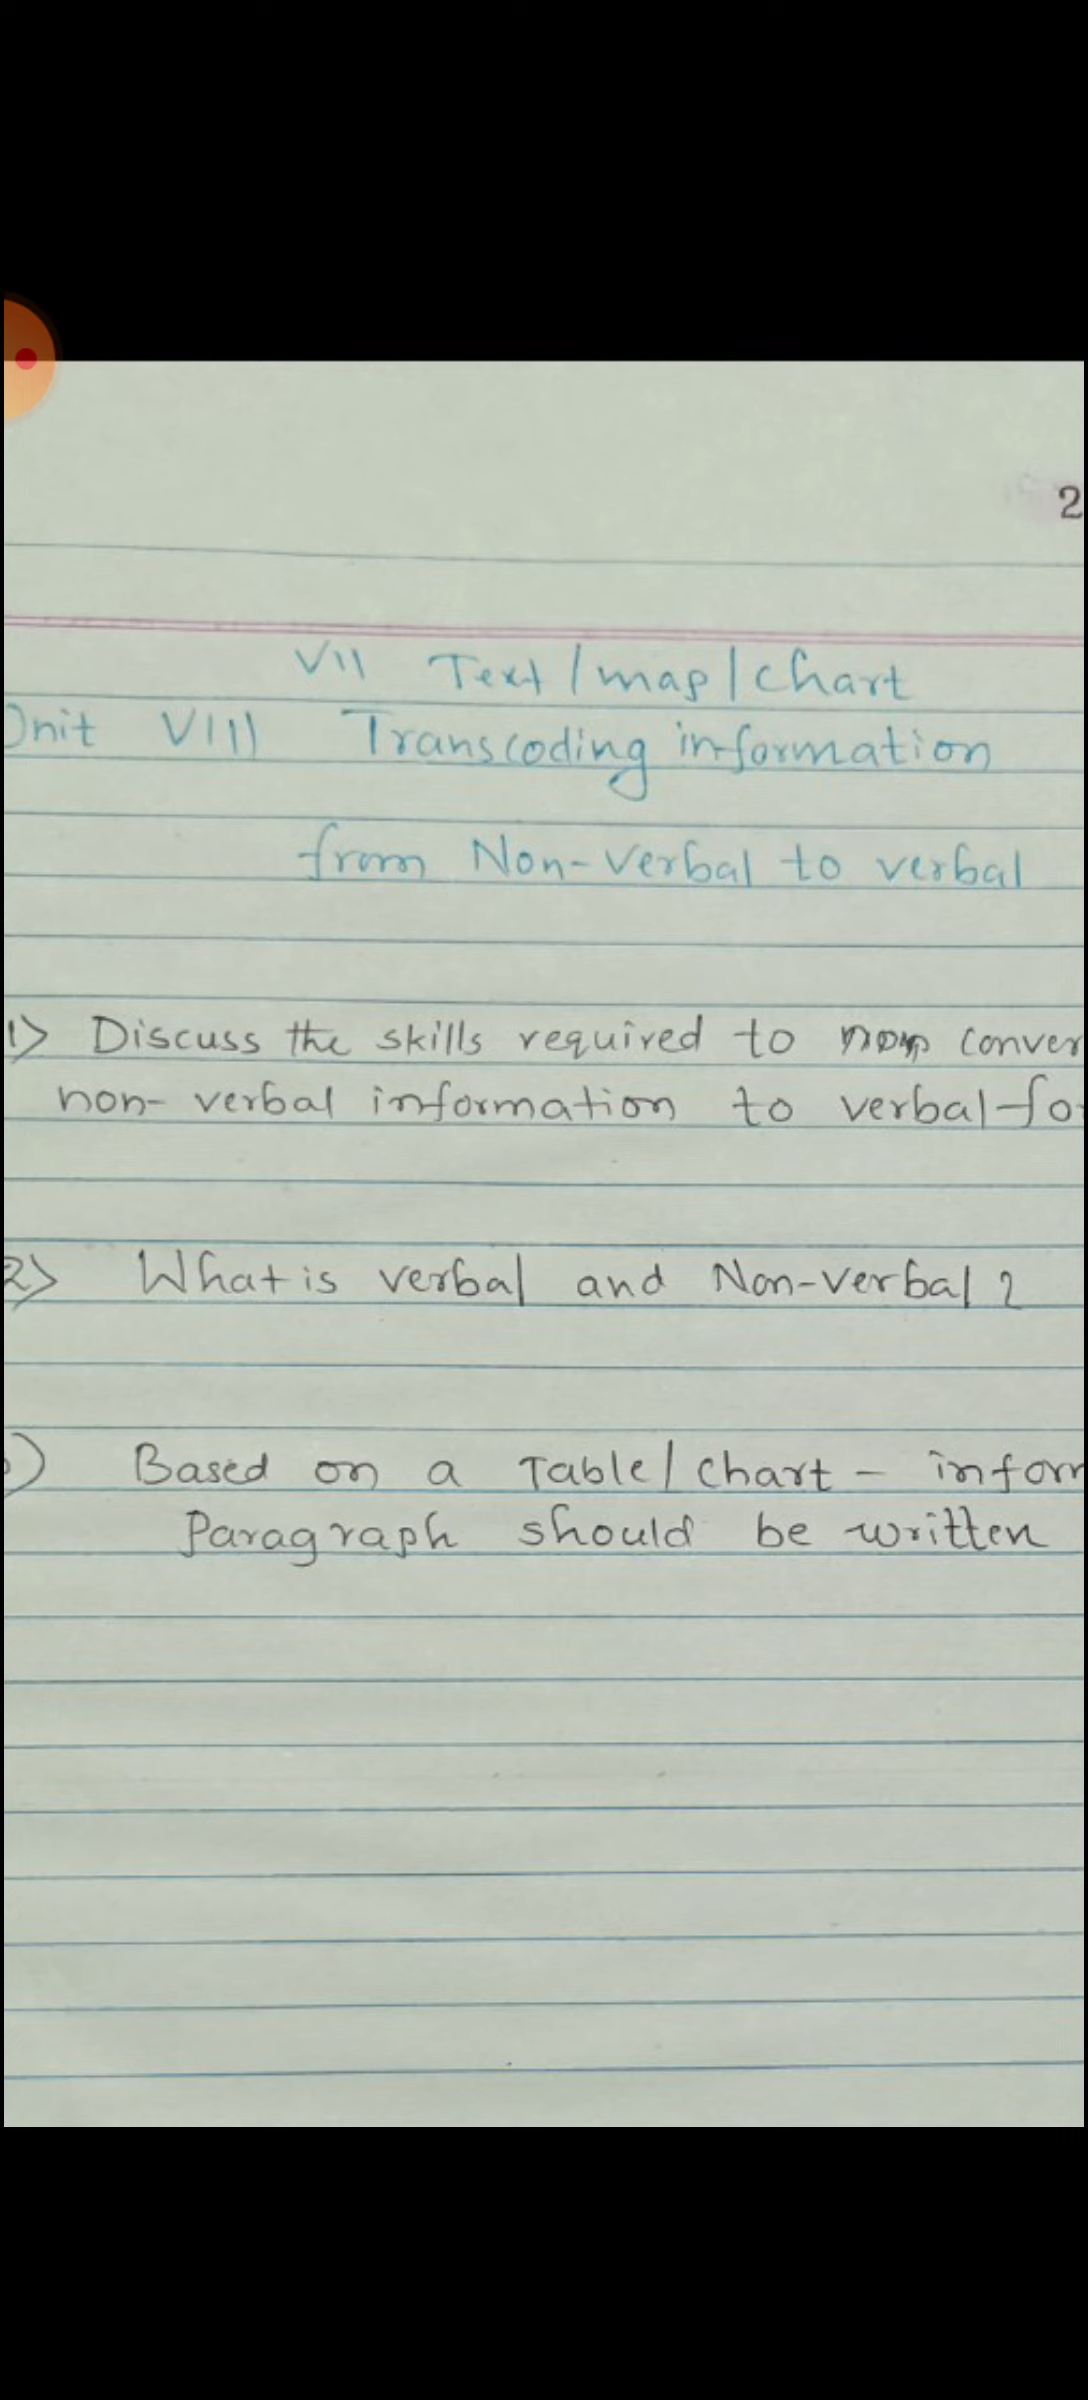 2
VII Text/map/chart
Unit VIII Transcoding information
from Non-Verbal to verbal
1) Discuss the skills required to conver
non-verbal information to verbal fo
2) What is verbal and Non-Verbal?
) Based on a Table/chart - inform
Paragraph should be written